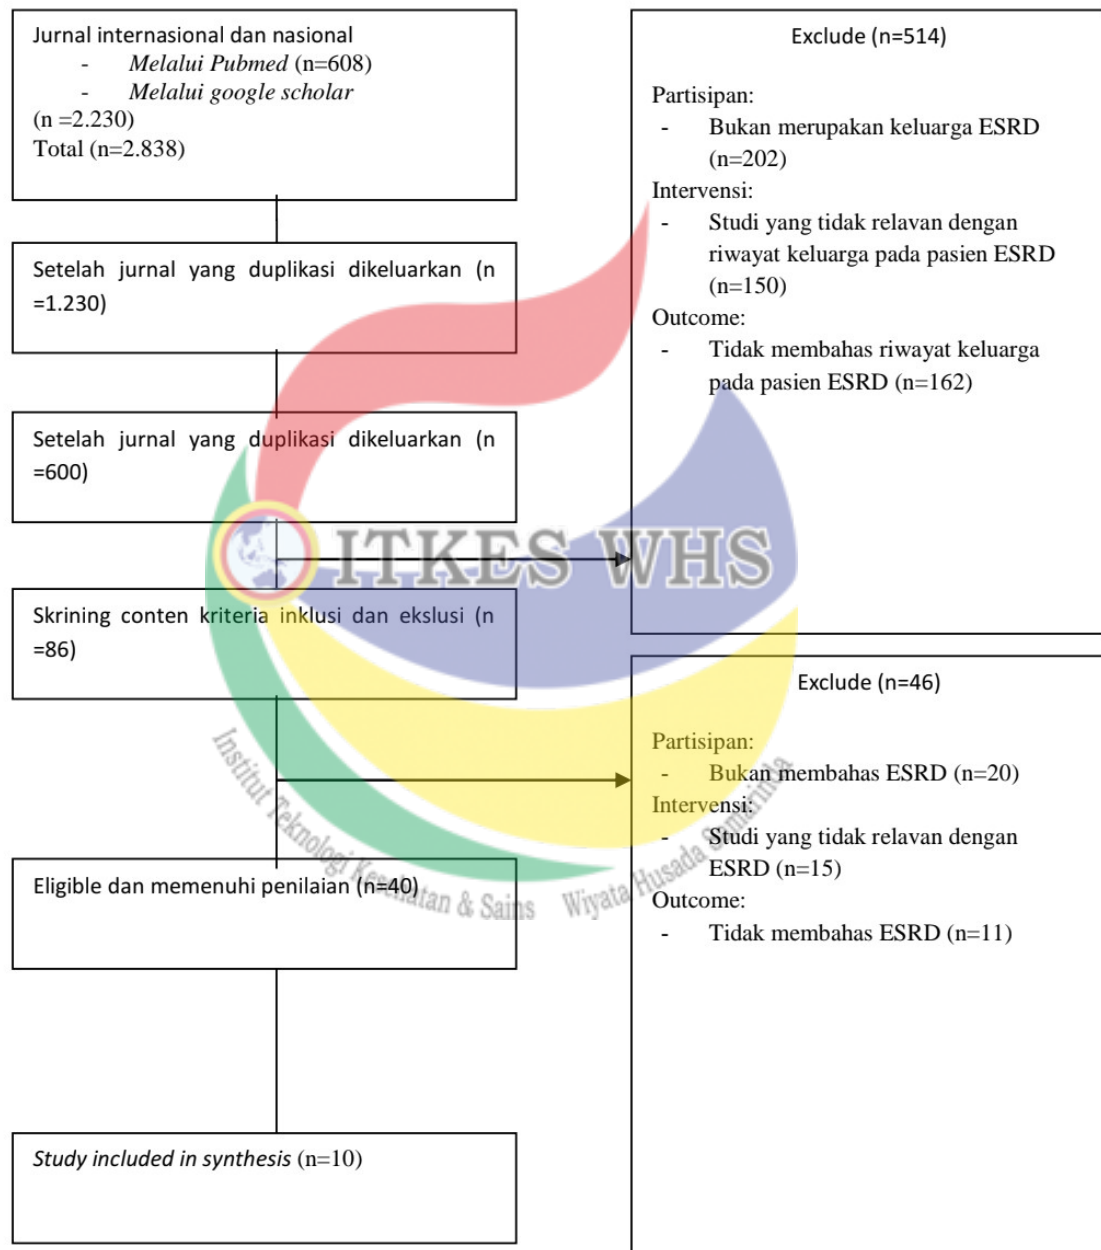 Jurnal internasional dan nasional
- Melalui Pubmed (n=608)
- Melalui google scholar
(n =2.230)
Total (n=2.838)
Setelah jurnal yang duplikasi dikeluarkan (n
=1.230)
Setelah jurnal yang duplikasi dikeluarkan (n
=600)
Skrining conten kriteria inklusi dan ekslusi (n
=86)
Eligible dan memenuhi penilaian (n=40)
Study included in synthesis (n=10)
Exclude (n=514)
Partisipan:
- Bukan merupakan keluarga ESRD
(n=202)
Intervensi:
- Studi yang tidak relavan dengan
riwayat keluarga pada pasien ESRD
(n=150)
Outcome:
- Tidak membahas riwayat keluarga
pada pasien ESRD (n=162)
Exclude (n=46)
Partisipan:
- Bukan membahas ESRD (n=20)
Intervensi:
- Studi yang tidak relavan dengan
ESRD (n=15)
Outcome:
- Tidak membahas ESRD (n=11)
ITKES WHS
Institut Teknologi Kesehatan & Sains Wiyata Husada Samarinda